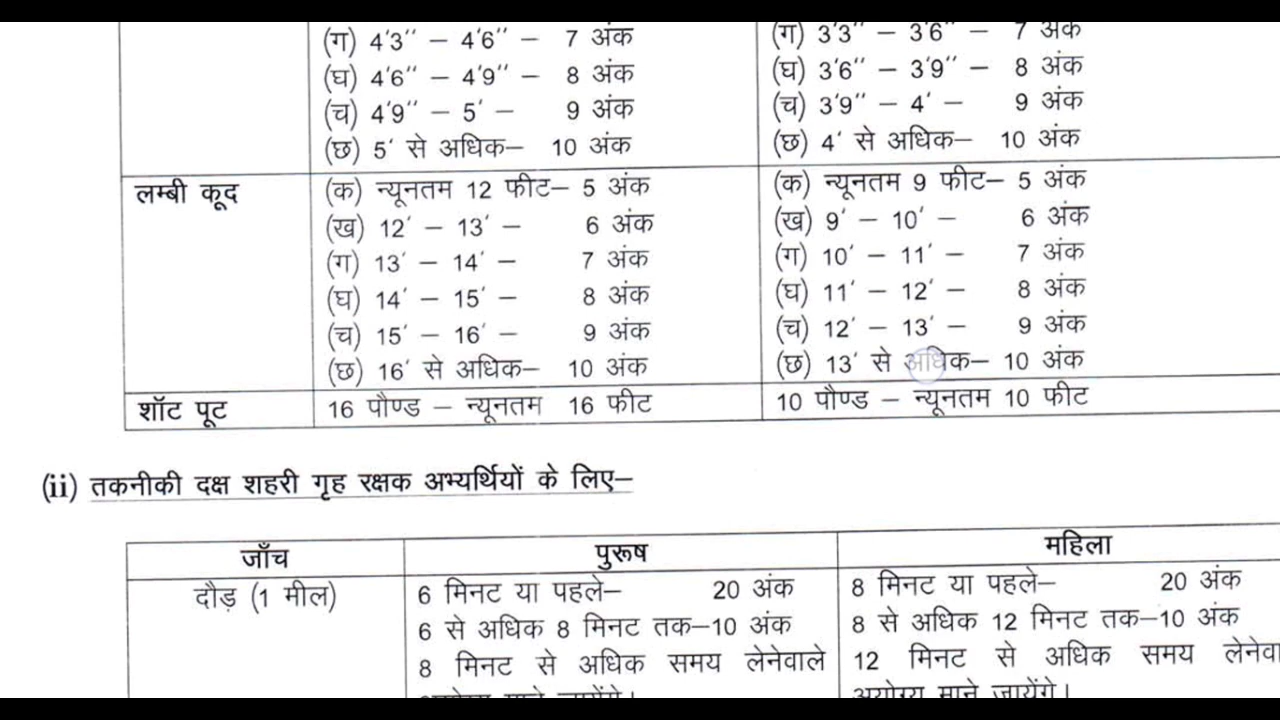 (ग) 4'3'' – 4'6'' – 7 अंक
(घ) 4'6'' – 4'9'' – 8 अंक
(च) 4'9'' – 5' – 9 अंक
(छ) 5' से अधिक– 10 अंक
(ग) 3'3'' – 3'6'' – 7 अंक
(घ) 3'6'' – 3'9'' – 8 अंक
(च) 3'9'' – 4' – 9 अंक
(छ) 4' से अधिक– 10 अंक
लम्बी कूद
(क) न्यूनतम 12 फीट– 5 अंक
(ख) 12' – 13' – 6 अंक
(ग) 13' – 14' – 7 अंक
(घ) 14' – 15' – 8 अंक
(च) 15' – 16' – 9 अंक
(छ) 16' से अधिक– 10 अंक
(क) न्यूनतम 9 फीट– 5 अंक
(ख) 9' – 10' – 6 अंक
(ग) 10' – 11' – 7 अंक
(घ) 11' – 12' – 8 अंक
(च) 12' – 13' – 9 अंक
(छ) 13' से अधिक– 10 अंक
शॉट पूट
16 पौण्ड – न्यूनतम 16 फीट
10 पौण्ड – न्यूनतम 10 फीट
(ii) तकनीकी दक्ष शहरी गृह रक्षक अभ्यर्थियों के लिए–
जाँच
पुरूष
महिला
दौड़ (1 मील)
6 मिनट या पहले– 20 अंक
6 से अधिक 8 मिनट तक–10 अंक
8 मिनट से अधिक समय लेनेवाले
8 मिनट या पहले– 20 अंक
8 से अधिक 12 मिनट तक–10 अंक
12 मिनट से अधिक समय
अयोग्य माने जायेंगे।